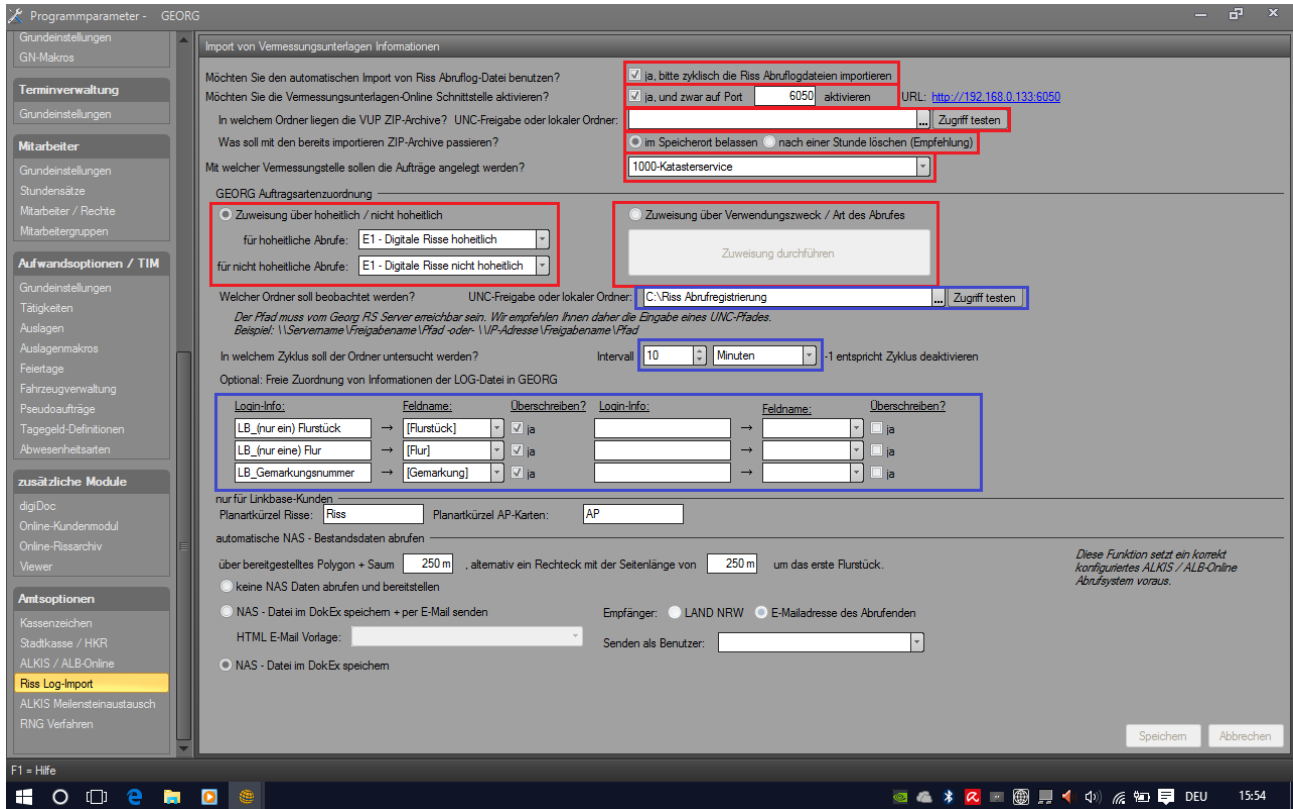 Programmparameter - GEORG
Grundeinstellungen
GN-Makros
Terminverwaltung
Grundeinstellungen
Mitarbeiter
Grundeinstellungen
Stundensätze
Mitarbeiter / Rechte
Mitarbeitergruppen
Aufwandsoptionen / TIM
Grundeinstellungen
Tätigkeiten
Auslagen
Auslagenmakros
Feiertage
Fahrzeugverwaltung
Pseudoaufträge
Tagegeld-Definitionen
Abwesenheitsarten
zusätzliche Module
digiDoc
Online-Kundenmodul
Online-Rissarchiv
Viewer
Amtsoptionen
Kassenzeichen
Stadtkasse / HKR
ALKIS / ALB-Online
Riss Log-Import
ALKIS Meilensteinaustausch
RNG Verfahren
Import von Vermessungsunterlagen Informationen
Möchten Sie den automatischen Import von Riss Abruflog-Datei benutzen? ja, bitte zyklisch die Riss Abruflogdateien importieren
Möchten Sie die Vermessungsunterlagen-Online Schnittstelle aktivieren? ja, und zwar auf Port 6050 aktivieren URL: http://192.168.0.133:6050
In welchem Ordner liegen die VUP ZIP-Archive? UNC-Freigabe oder lokaler Ordner: ... Zugriff testen
Was soll mit den bereits importieren ZIP-Archive passieren? im Speicherort belassen nach einer Stunde löschen (Empfehlung)
Mit welcher Vermessungstelle sollen die Aufträge angelegt werden? 1000-Katasterservice
GEORG Auftragsartenzuordnung
Zuweisung über hoheitlich / nicht hoheitlich Zuweisung über Verwendungszweck / Art des Abrufes
für hoheitliche Abrufe: E1 - Digitale Risse hoheitlich
Zuweisung durchführen
für nicht hoheitliche Abrufe: E1 - Digitale Risse nicht hoheitlich
Welcher Ordner soll beobachtet werden? UNC-Freigabe oder lokaler Ordner: C:\Riss Abrufregistrierung ... Zugriff testen
Der Pfad muss vom Georg RS Server erreichbar sein. Wir empfehlen Ihnen daher die Eingabe eines UNC-Pfades.
Beispiel: \\Servername\Freigabename\Pfad -oder- \\IP-Adresse\Freigabename\Pfad
In welchem Zyklus soll der Ordner untersucht werden? Intervall 10 Minuten -1 entspricht Zyklus deaktivieren
Optional: Freie Zuordnung von Informationen der LOG-Datei in GEORG
Login-Info: Feldname: Überschreiben? Login-Info: Feldname: Überschreiben?
LB_(nur ein) Flurstück → [Flurstück] ja → ja
LB_(nur eine) Flur → [Flur] ja → ja
LB_Gemarkungsnummer → [Gemarkung] ja → ja
nur für Linkbase-Kunden
Planartkürzel Risse: Riss Planartkürzel AP-Karten: AP
automatische NAS - Bestandsdaten abrufen
über bereitgestelltes Polygon + Saum 250 m , alternativ ein Rechteck mit der Seitenlänge von 250 m um das erste Flurstück.
Diese Funktion setzt ein korrekt
konfiguriertes ALKIS / ALB-Online
Abrufsystem voraus.
keine NAS Daten abrufen und bereitstellen
NAS - Datei im DokEx speichern + per E-Mail senden Empfänger: LAND NRW E-Mailadresse des Abrufenden
HTML E-Mail Vorlage: Senden als Benutzer:
NAS - Datei im DokEx speichern
Speichern Abbrechen
F1 = Hilfe
DEU 15:54